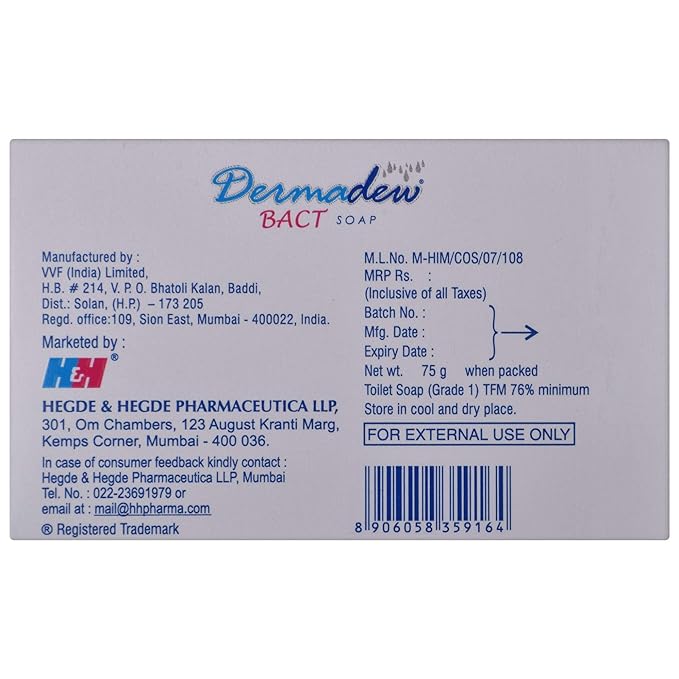 Dermadew®
BACT SOAP
Manufactured by :
VVF (India) Limited,
H.B. # 214, V. P. O. Bhatoli Kalan, Baddi,
Dist.: Solan, (H.P.) – 173 205
Regd. office:109, Sion East, Mumbai - 400022, India.
Marketed by :
H&H®
HEGDE & HEGDE PHARMACEUTICA LLP,
301, Om Chambers, 123 August Kranti Marg,
Kemps Corner, Mumbai - 400 036.
In case of consumer feedback kindly contact :
Hegde & Hegde Pharmaceutica LLP, Mumbai
Tel. No. : 022-23691979 or
email at : mail@hhpharma.com
® Registered Trademark
M.L.No. M-HIM/COS/07/108
MRP Rs. :
(Inclusive of all Taxes)
Batch No. :
Mfg. Date :
Expiry Date :
Net wt. 75 g when packed
Toilet Soap (Grade 1) TFM 76% minimum
Store in cool and dry place.
FOR EXTERNAL USE ONLY
8 906058 359164